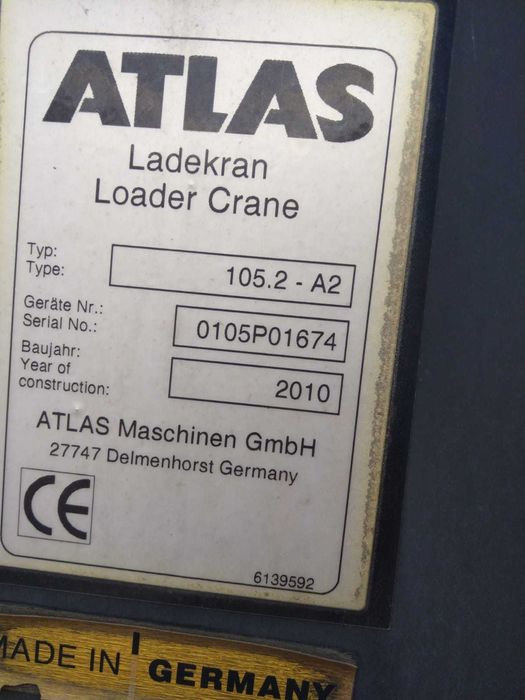 ATLAS
Ladekran
Loader Crane
Typ:
Type:
105.2 - A2
Geräte Nr.:
Serial No.:
0105P01674
Baujahr:
Year of
construction:
2010
ATLAS Maschinen GmbH
27747 Delmenhorst Germany
CE
6139592
MADE IN GERMANY